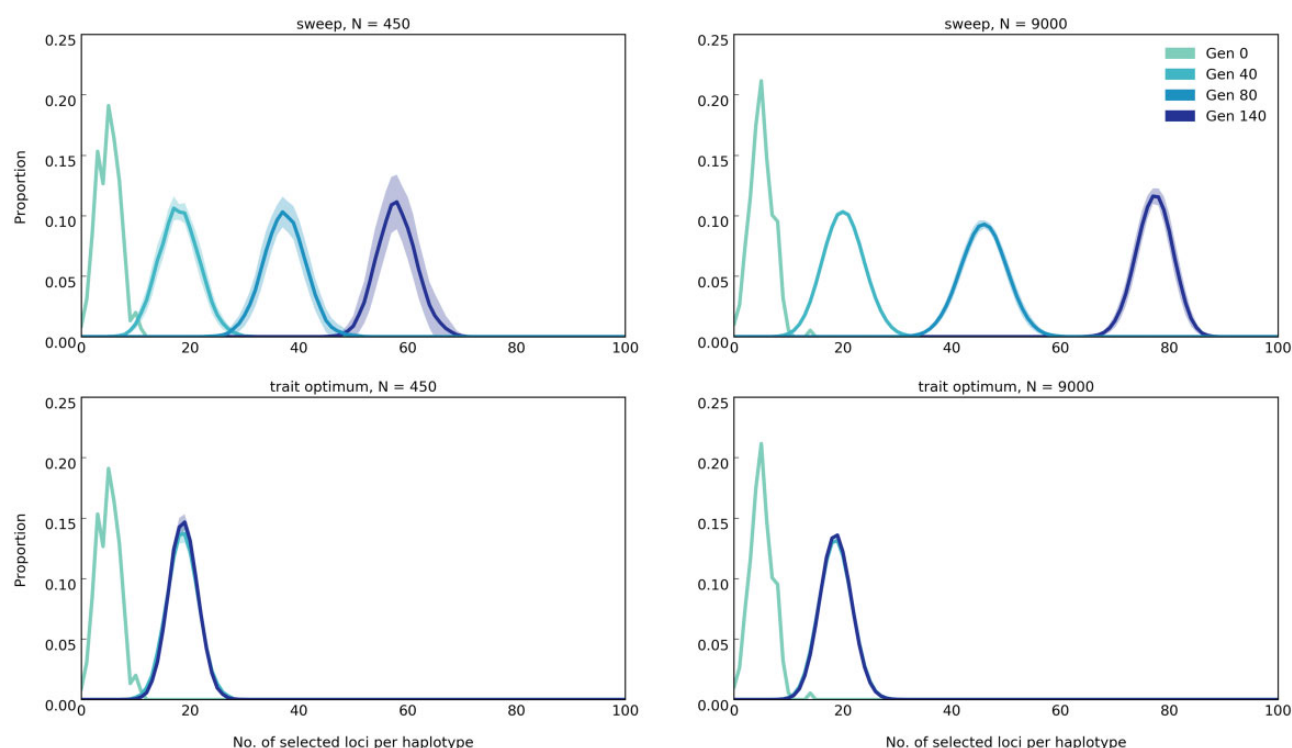 sweep, N = 450
0.25
0.20
0.15
0.10
0.05
0.00
Proportion
0 20 40 60 80 100
sweep, N = 9000
0.25
0.20
0.15
0.10
0.05
0.00
0 20 40 60 80 100
Gen 0
Gen 40
Gen 80
Gen 140
trait optimum, N = 450
0.25
0.20
0.15
0.10
0.05
0.00
Proportion
0 20 40 60 80 100
No. of selected loci per haplotype
trait optimum, N = 9000
0.25
0.20
0.15
0.10
0.05
0.00
0 20 40 60 80 100
No. of selected loci per haplotype